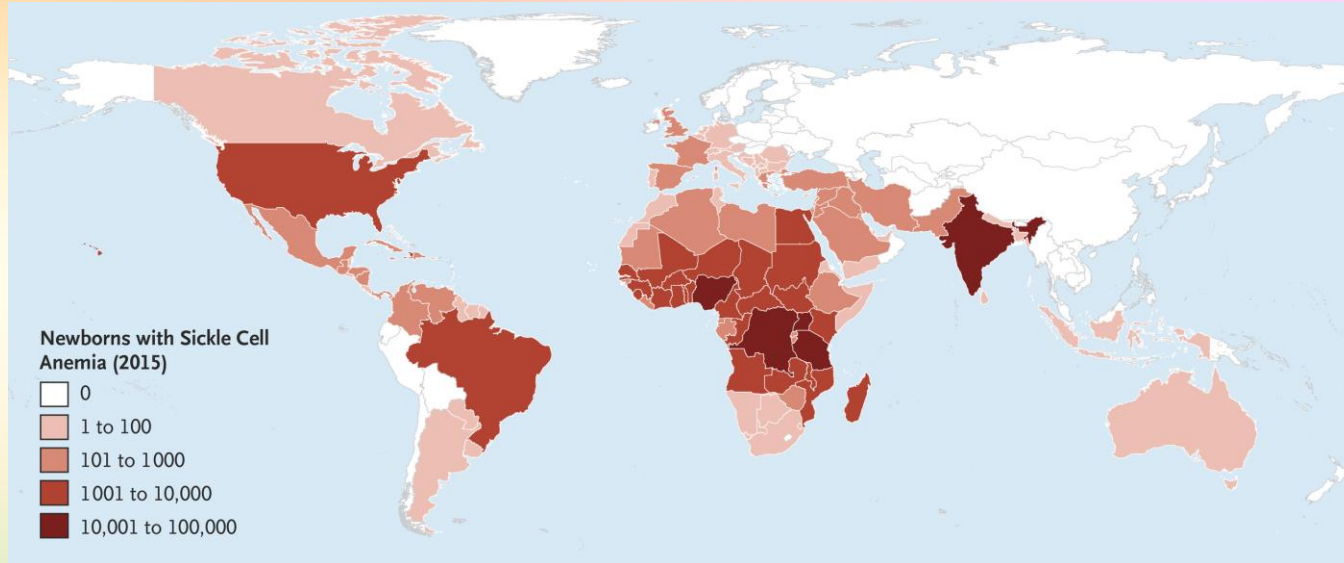 Newborns with Sickle Cell
Anemia (2015)
0
1 to 100
101 to 1000
1001 to 10,000
10,001 to 100,000